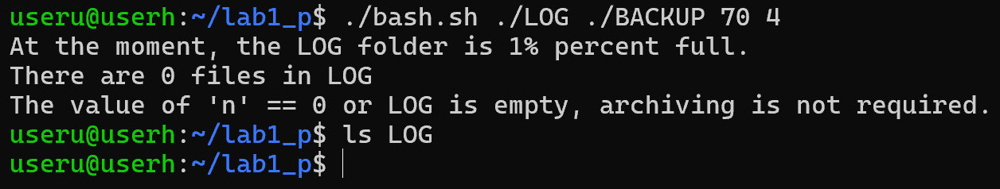 useru@userh:~/lab1_p$ ./bash.sh ./LOG ./BACKUP 70 4
At the moment, the LOG folder is 1% percent full.
There are 0 files in LOG
The value of 'n' == 0 or LOG is empty, archiving is not required.
useru@userh:~/lab1_p$ ls LOG
useru@userh:~/lab1_p$